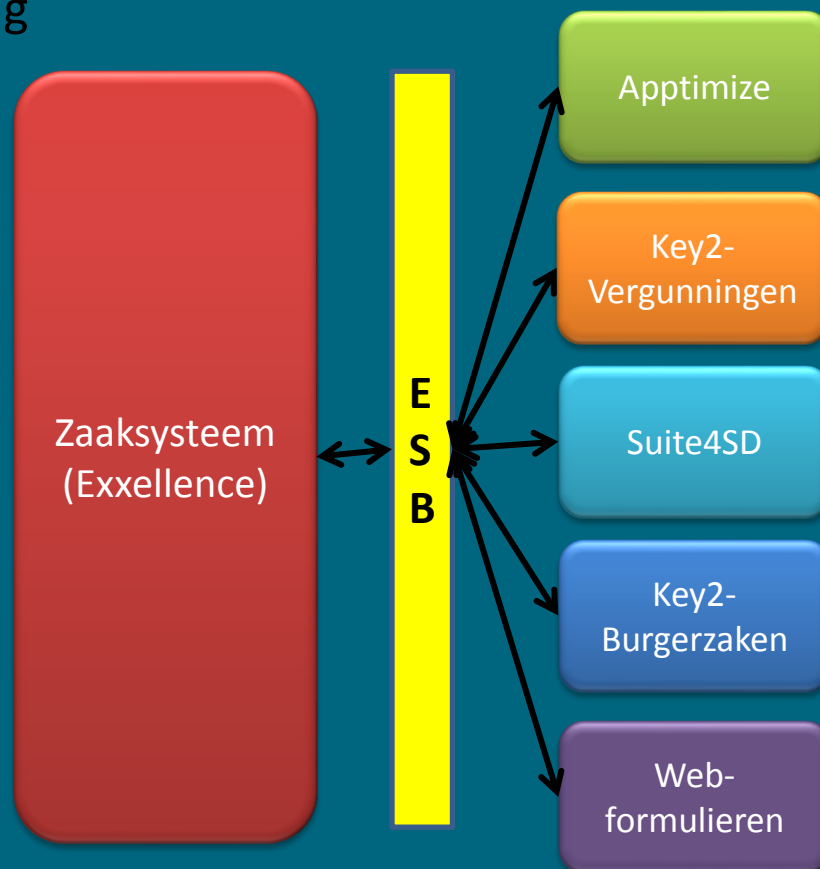 g
Apptimize
Key2-
Vergunningen
Zaaksysteem
(Exxellence)
E
S
B
Suite4SD
Key2-
Burgerzaken
Web-
formulieren